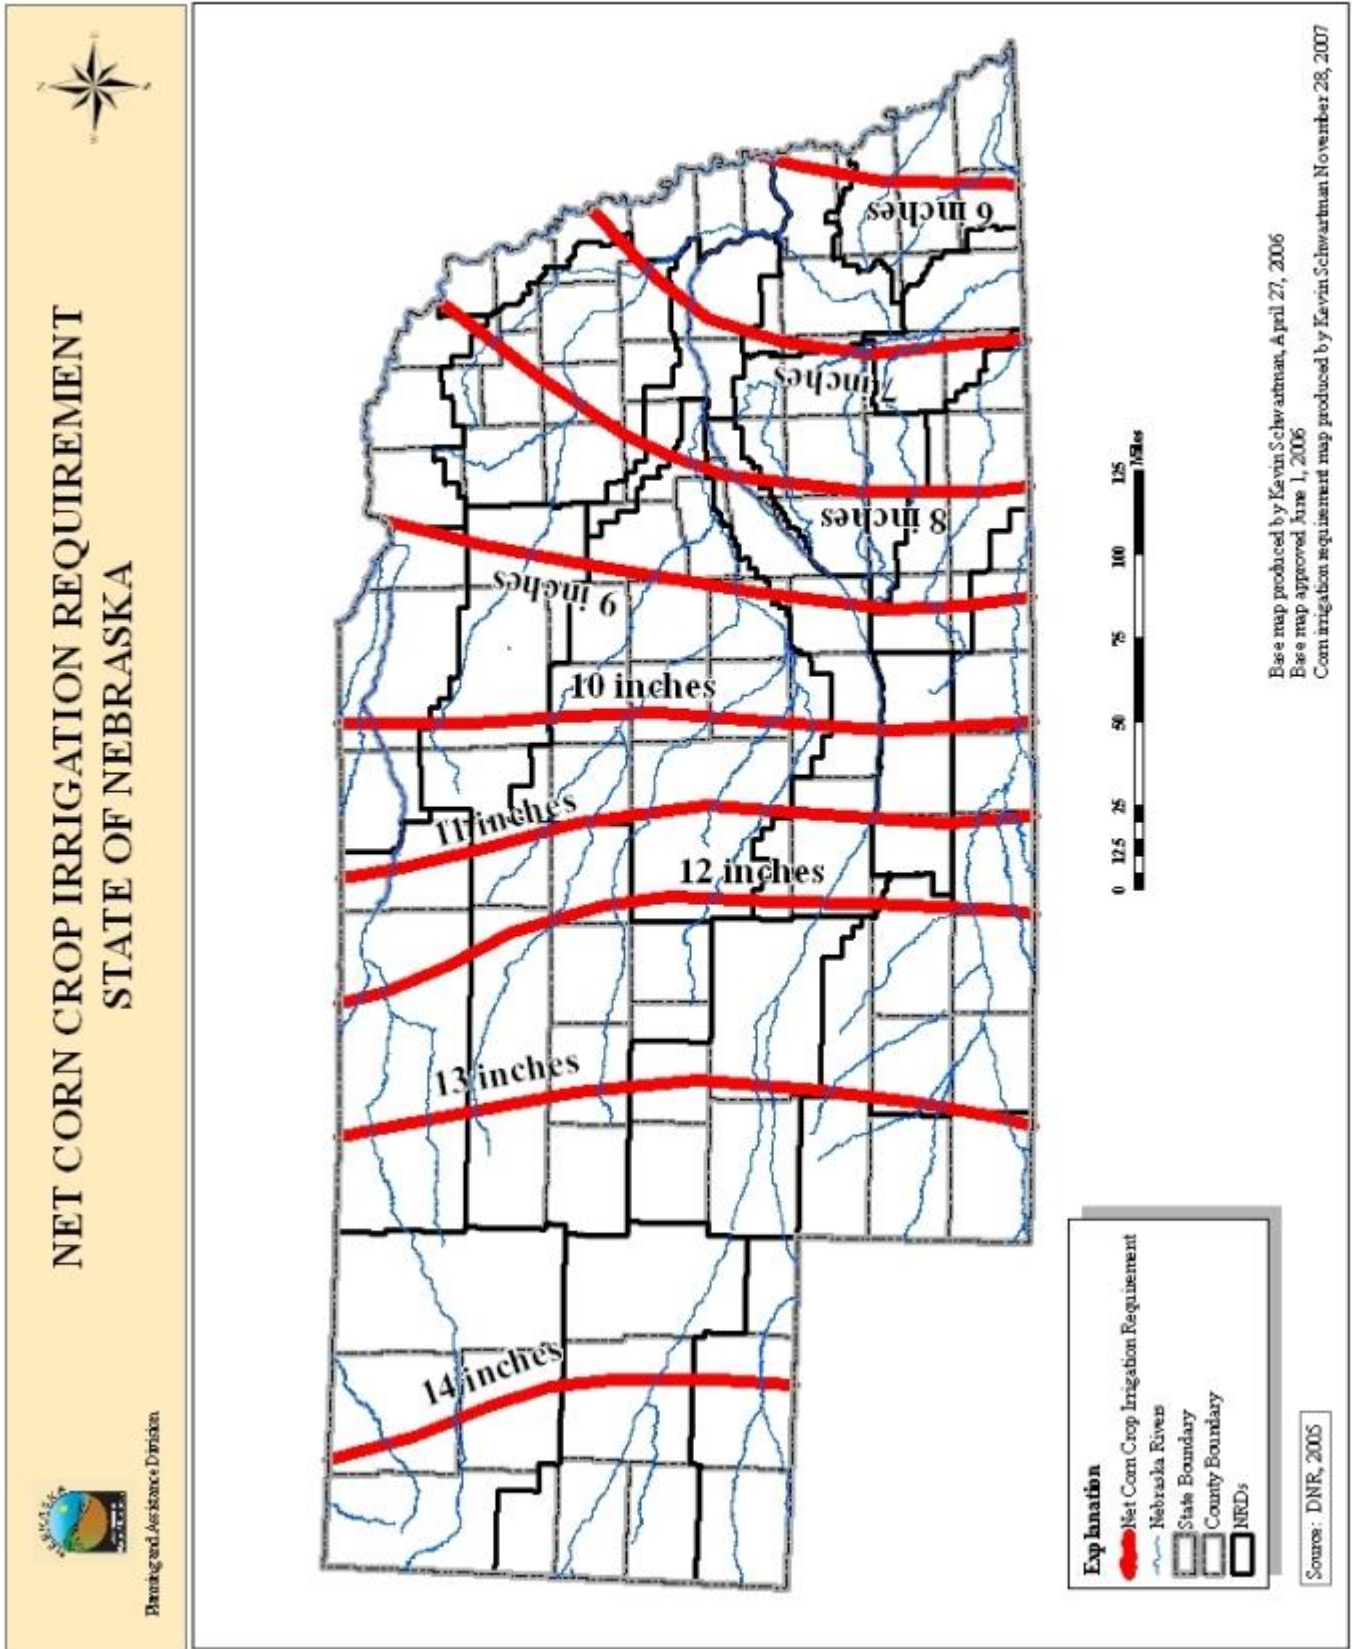 NET CORN CROP IRRIGATION REQUIREMENT
STATE OF NEBRASKA
Planning and Assistance Division
N
E
S
W
14 inches
13 inches
12 inches
11 inches
10 inches
9 inches
8 inches
7 inches
6 inches
0 12.5 25 50 75 100 125
Miles
Explanation
Net Corn Crop Irrigation Requirement
Nebraska Rivers
State Boundary
County Boundary
NRDs
Source: DNR, 2005
Base map produced by Kevin Schwartman, April 27, 2006
Base map approved June 1, 2006
Corn irrigation requirement map produced by Kevin Schwartman November 28, 2007